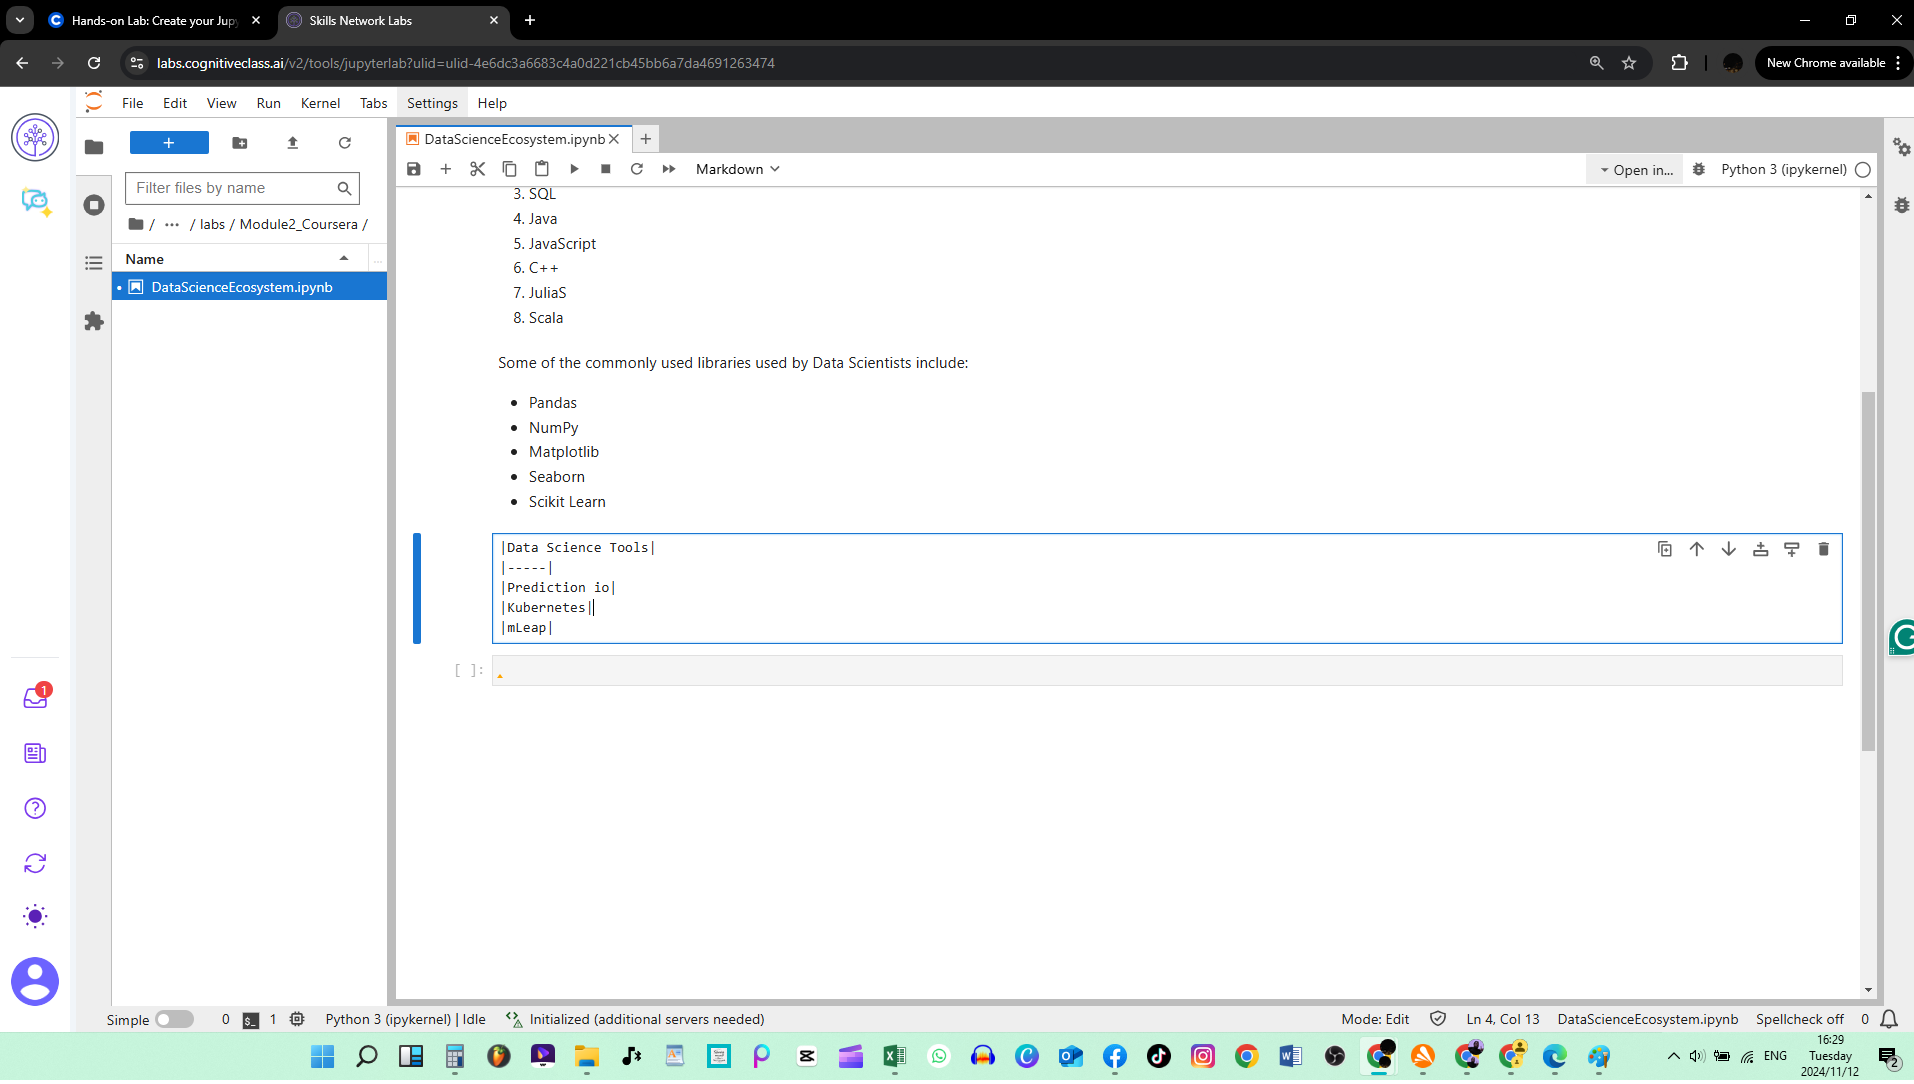 Hands-on Lab: Create your Jup
Skills Network Labs
labs.cognitiveclass.ai/v2/tools/jupyterlab?ulid=ulid-4e6dc3a6683c4a0d221cb45bb6a7da4691263474
New Chrome available
File Edit View Run Kernel Tabs Settings Help
DataScienceEcosystem.ipynb
Markdown
Open in...
Python 3 (ipykernel)
Filter files by name
/ ... / labs / Module2_Coursera /
Name
DataScienceEcosystem.ipynb
3. SQL
4. Java
5. JavaScript
6. C++
7. JuliaS
8. Scala
Some of the commonly used libraries used by Data Scientists include:
• Pandas
• NumPy
• Matplotlib
• Seaborn
• Scikit Learn
|Data Science Tools|
|-----|
|Prediction io|
|Kubernetes|
|mLeap|
[ ]:
1
Simple 0 1 Python 3 (ipykernel) | Idle Initialized (additional servers needed) Mode: Edit Ln 4, Col 13 DataScienceEcosystem.ipynb Spellcheck off 0
ENG
16:29
Tuesday
2024/11/12
2